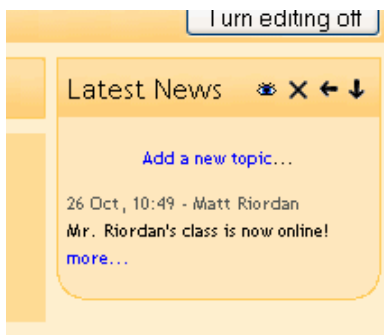 Turn editing off
Latest News
Add a new topic...
26 Oct, 10:49 - Matt Riordan
Mr. Riordan's class is now online!
more...